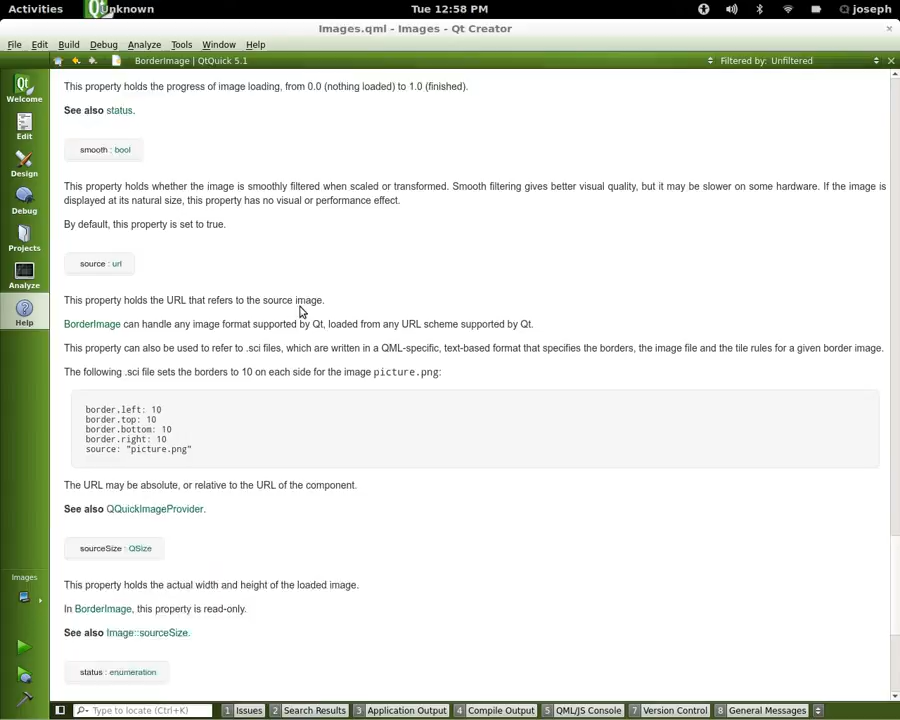 Activities Unknown Tue 12:58 PM joseph
Images.qml - Images - Qt Creator
File Edit Build Debug Analyze Tools Window Help
BorderImage | QtQuick 5.1 Filtered by: Unfiltered
Welcome
Edit
Design
Debug
Projects
Analyze
Help
Images
This property holds the progress of image loading, from 0.0 (nothing loaded) to 1.0 (finished).
See also status.
smooth : bool
This property holds whether the image is smoothly filtered when scaled or transformed. Smooth filtering gives better visual quality, but it may be slower on some hardware. If the image is
displayed at its natural size, this property has no visual or performance effect.
By default, this property is set to true.
source : url
This property holds the URL that refers to the source image.
BorderImage can handle any image format supported by Qt, loaded from any URL scheme supported by Qt.
This property can also be used to refer to .sci files, which are written in a QML-specific, text-based format that specifies the borders, the image file and the tile rules for a given border image.
The following .sci file sets the borders to 10 on each side for the image picture.png:
border.left: 10
border.top: 10
border.bottom: 10
border.right: 10
source: "picture.png"
The URL may be absolute, or relative to the URL of the component.
See also QQuickImageProvider.
sourceSize : QSize
This property holds the actual width and height of the loaded image.
In BorderImage, this property is read-only.
See also Image::sourceSize.
status : enumeration
Type to locate (Ctrl+K) 1 Issues 2 Search Results 3 Application Output 4 Compile Output 5 QML/JS Console 7 Version Control 8 General Messages